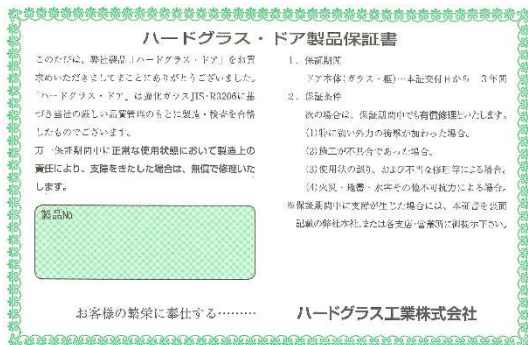 ハードグラス・ドア製品保証書
このたびは、弊社製品「ハードグラス・ドア」をお買
求めいただきましてまことにありがとうございました。
「ハードグラス・ドア」は強化ガラスJIS・R3206に基
づき当社の厳しい品質管理のもとに製造・検査を合格
したものでございます。
万一保証期間中に正常な使用状態において製造上の
責任により、支障をきたした場合は、無償で修理いた
します。
製品No.
お客様の繁栄に奉仕する………
1. 保証期間
ドア本体(ガラス・框)…本証交付日から 3年間
2. 保証条件
次の場合は、保証期間中でも有償修理といたします。
(1)特に強い外力の衝撃が加わった場合。
(2)施工が不具合であった場合。
(3)使用状の誤り、および不当な修理等による場合。
(4)火災・地震・水害その他不可抗力による場合。
※保証期間中に支障が生じた場合には、本証書を裏面
記載の弊社本社、または各支店・営業所に御提示下さい。
ハードグラス工業株式会社